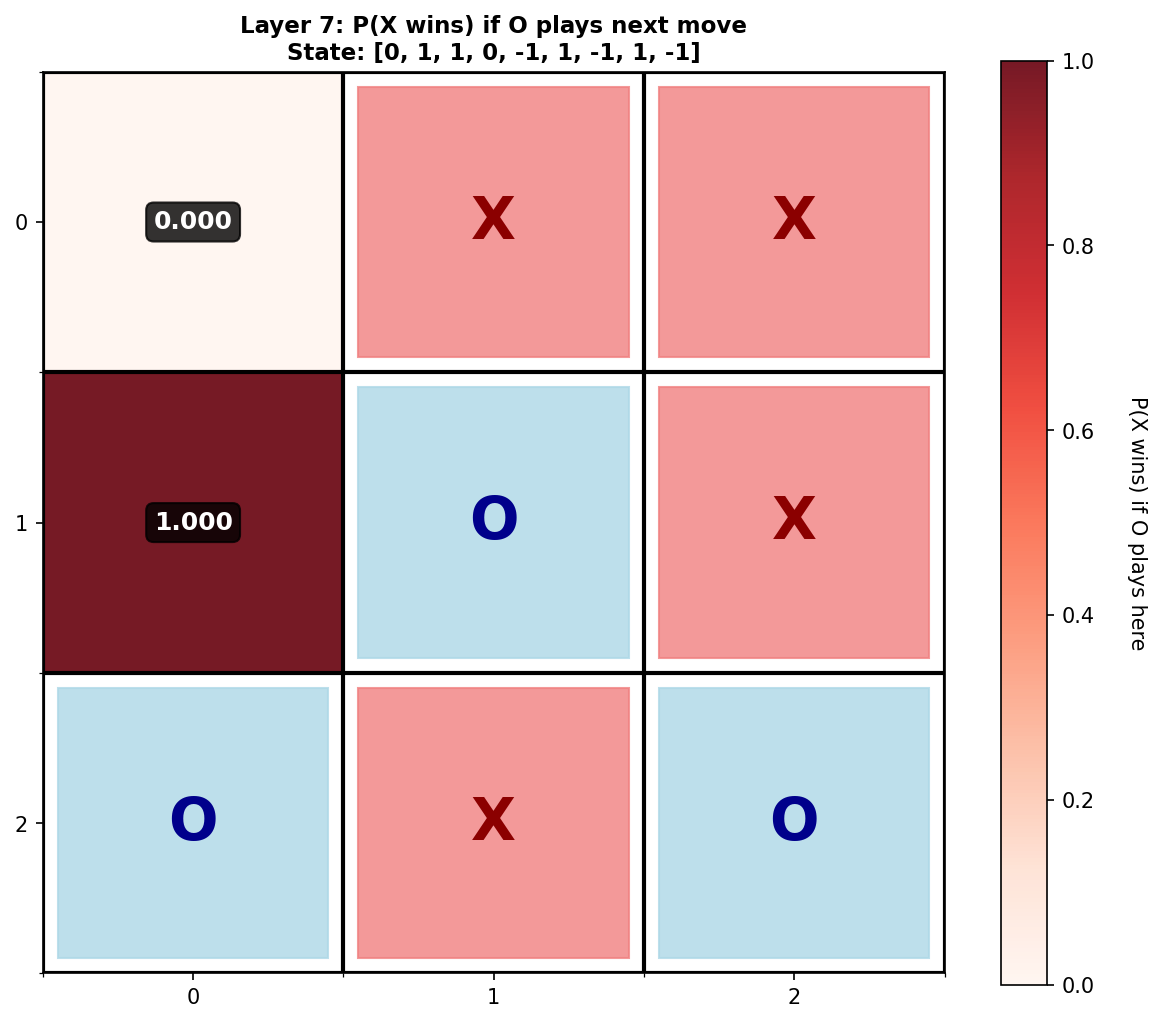 Layer 7: P(X wins) if O plays next move
State: [0, 1, 1, 0, -1, 1, -1, 1, -1]
0
0.000
X
X
1
1.000
O
X
2
O
X
O
0
1
2
1.0
0.8
0.6
0.4
0.2
0.0
P(X wins) if O plays here